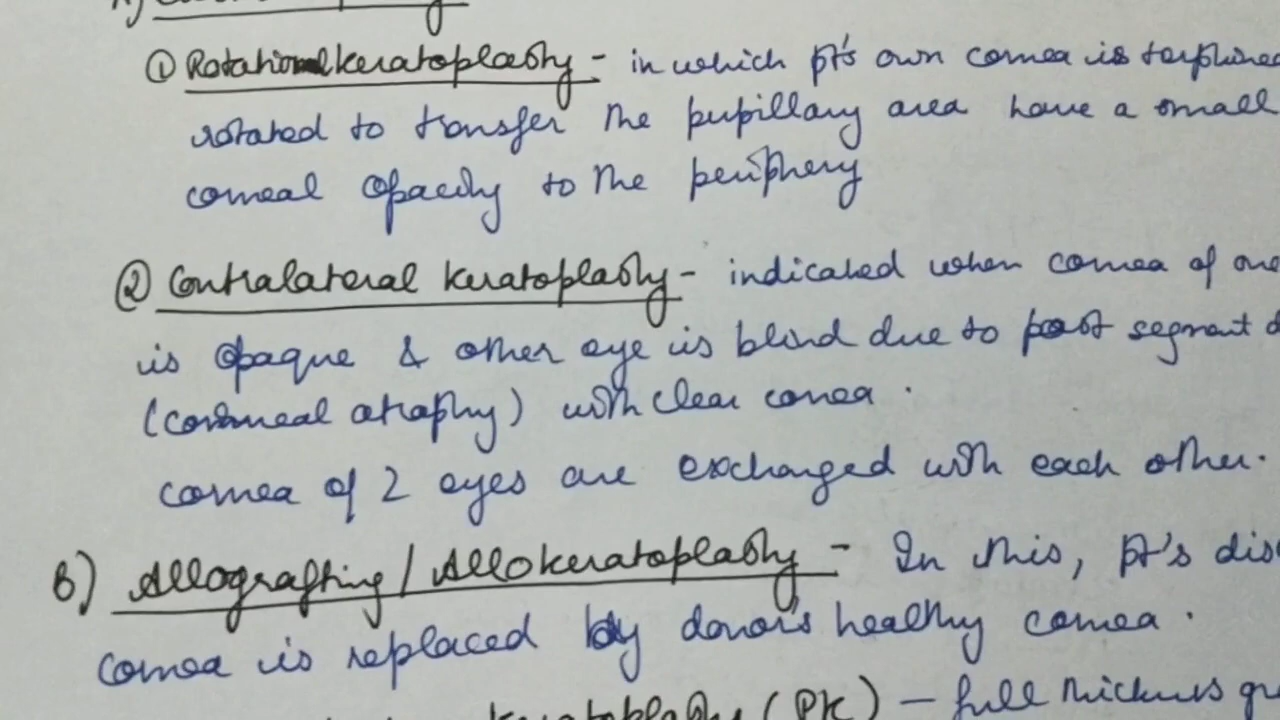 ① Rotational keratoplasty - in which pt's own cornea is
rotated to transfer the pupillary area have a small
corneal opacity to the periphery
② Contralateral keratoplasty - indicated when cornea of one
is opaque & other eye is blind due to post segment
atrophy) with clear cornea.
cornea of 2 eyes are exchanged with each other.
B) Allografting / Allokeratoplasty - In this, pt's
cornea is replaced by donor's healthy cornea.
keratoplasty (PK) - full thickness